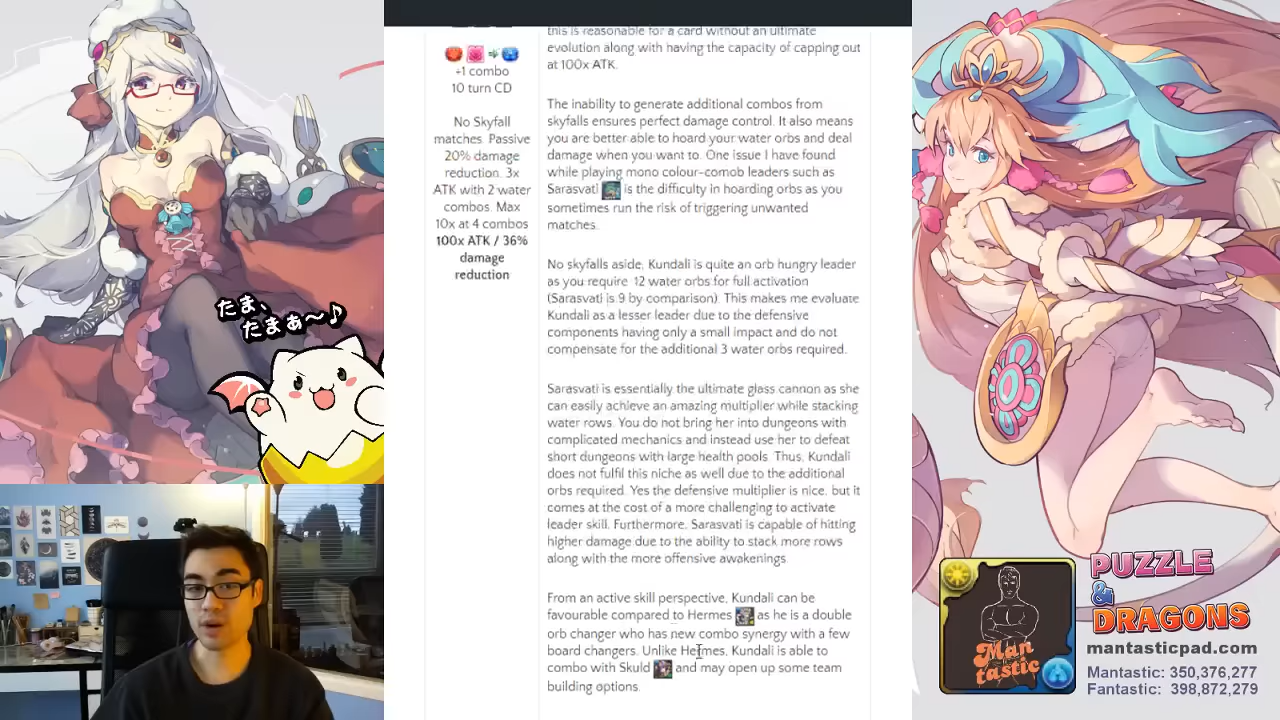 たま、
たまぁ〜♪
+1 combo
10 turn CD
No Skyfall
matches. Passive
20% damage
reduction. 3x
ATK with 2 water
combos. Max
10x at 4 combos
100x ATK / 36%
damage
reduction
this is reasonable for a card without an ultimate
evolution along with having the capacity of capping out
at 100x ATK.
The inability to generate additional combos from
skyfalls ensures perfect damage control. It also means
you are better able to hoard your water orbs and deal
damage when you want to. One issue I have found
while playing mono colour-comob leaders such as
Sarasvati is the difficulty in hoarding orbs as you
sometimes run the risk of triggering unwanted
matches.
No skyfalls aside, Kundali is quite an orb hungry leader
as you require 12 water orbs for full activation
(Sarasvati is 9 by comparison). This makes me evaluate
Kundali as a lesser leader due to the defensive
components having only a small impact and do not
compensate for the additional 3 water orbs required.
Sarasvati is essentially the ultimate glass cannon as she
can easily achieve an amazing multiplier while stacking
water rows. You do not bring her into dungeons with
complicated mechanics and instead use her to defeat
short dungeons with large health pools. Thus, Kundali
does not fulfil this niche as well due to the additional
orbs required. Yes the defensive multiplier is nice, but it
comes at the cost of a more challenging to activate
leader skill. Furthermore, Sarasvati is capable of hitting
higher damage due to the ability to stack more rows
along with the more offensive awakenings
From an active skill perspective, Kundali can be
favourable compared to Hermes as he is a double
orb changer who has new combo synergy with a few
board changers. Unlike Hermes, Kundali is able to
combo with Skuld and may open up some team
building options.
Man
tastic
PUZZLE
&
DRAGONS
mantasticpad.com
Mantastic: 350,376,277
Fantastic: 398,872,279